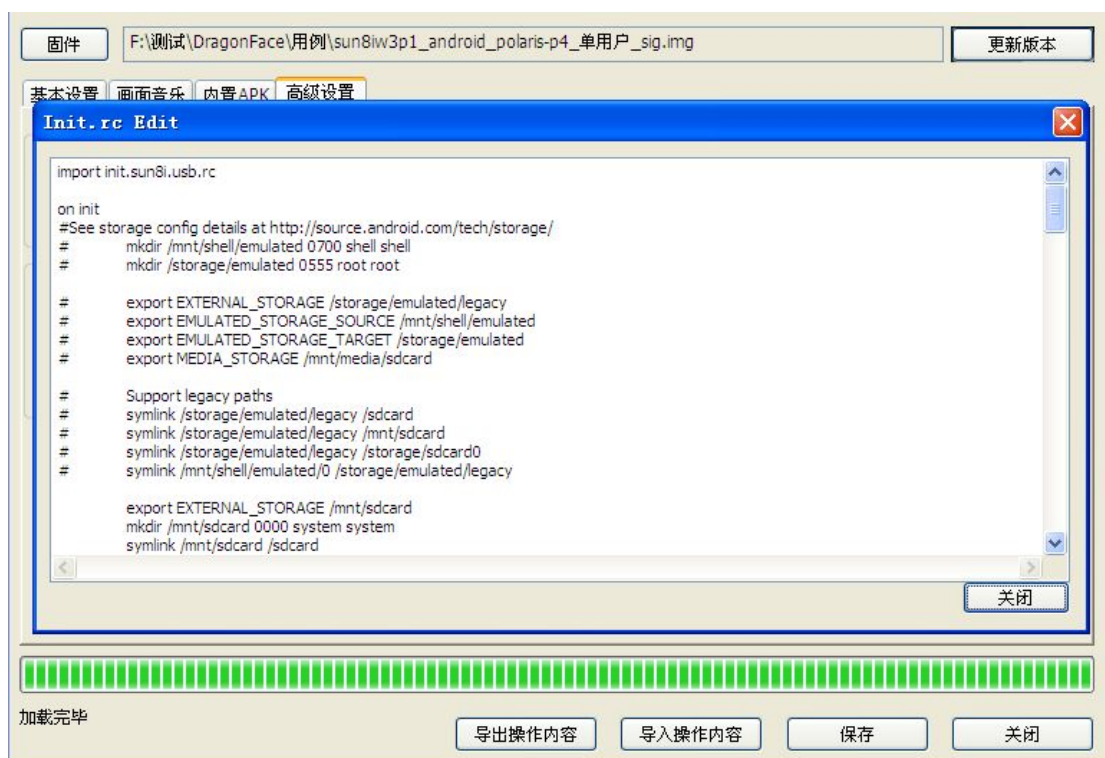 固件
F:\测试\DragonFace\用例\sun8iw3p1_android_polaris-p4_单用户_sig.img
更新版本
基本设置 画面音乐 内置APK 高级设置
Init.rc Edit
import init.sun8i.usb.rc
on init
#See storage config details at http://source.android.com/tech/storage/
# mkdir /mnt/shell/emulated 0700 shell shell
# mkdir /storage/emulated 0555 root root
# export EXTERNAL_STORAGE /storage/emulated/legacy
# export EMULATED_STORAGE_SOURCE /mnt/shell/emulated
# export EMULATED_STORAGE_TARGET /storage/emulated
# export MEDIA_STORAGE /mnt/media/sdcard
# Support legacy paths
# symlink /storage/emulated/legacy /sdcard
# symlink /storage/emulated/legacy /mnt/sdcard
# symlink /storage/emulated/legacy /storage/sdcard0
# symlink /mnt/shell/emulated/0 /storage/emulated/legacy
export EXTERNAL_STORAGE /mnt/sdcard
mkdir /mnt/sdcard 0000 system system
symlink /mnt/sdcard /sdcard
关闭
加载完毕
导出操作内容 导入操作内容 保存 关闭